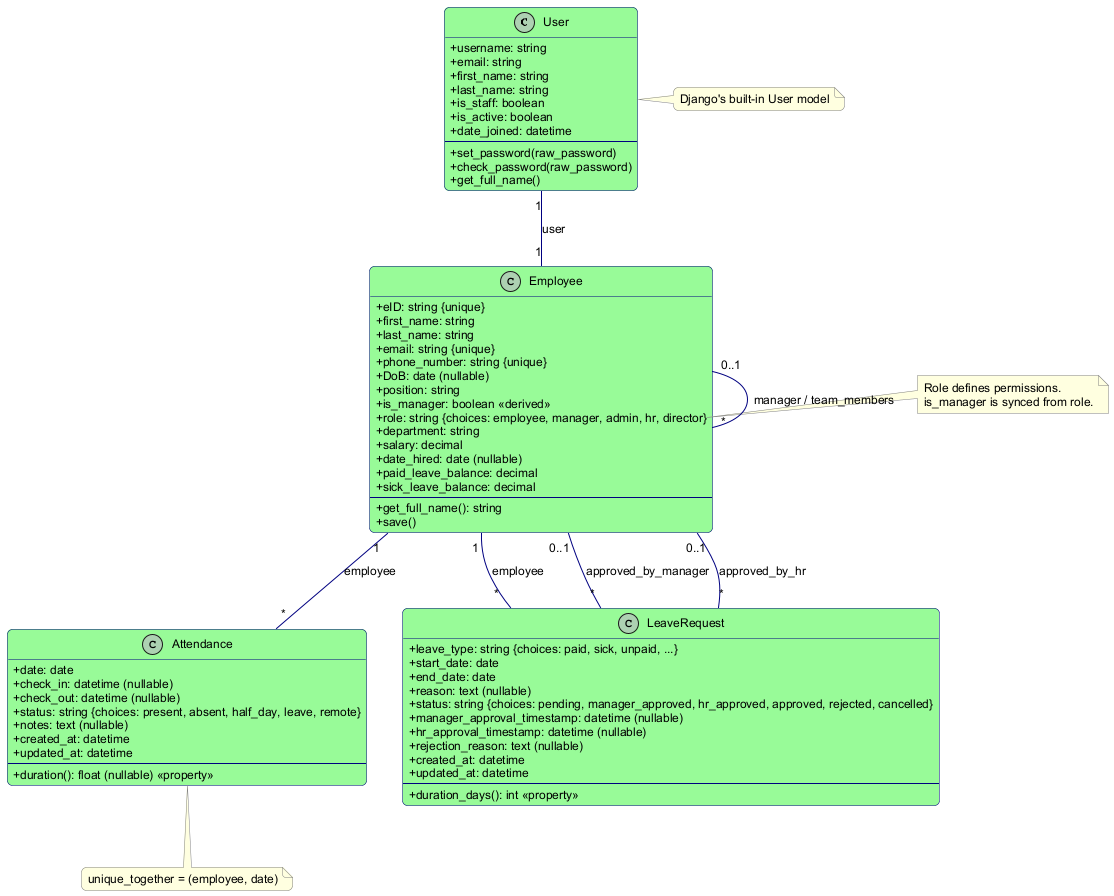 C User
+username: string
+email: string
+first_name: string
+last_name: string
+is_staff: boolean
+is_active: boolean
+date_joined: datetime
+set_password(raw_password)
+check_password(raw_password)
+get_full_name()
Django's built-in User model
1
user
1
C Employee
+eID: string {unique}
+first_name: string
+last_name: string
+email: string {unique}
+phone_number: string {unique}
+DoB: date (nullable)
+position: string
+is_manager: boolean «derived»
+role: string {choices: employee, manager, admin, hr, director}
+department: string
+salary: decimal
+date_hired: date (nullable)
+paid_leave_balance: decimal
+sick_leave_balance: decimal
+get_full_name(): string
+save()
0..1
manager / team_members
*
Role defines permissions.
is_manager is synced from role.
1
employee
*
1
employee
*
0..1
approved_by_manager
*
0..1
approved_by_hr
*
C Attendance
+date: date
+check_in: datetime (nullable)
+check_out: datetime (nullable)
+status: string {choices: present, absent, half_day, leave, remote}
+notes: text (nullable)
+created_at: datetime
+updated_at: datetime
+duration(): float (nullable) «property»
C LeaveRequest
+leave_type: string {choices: paid, sick, unpaid, ...}
+start_date: date
+end_date: date
+reason: text (nullable)
+status: string {choices: pending, manager_approved, hr_approved, approved, rejected, cancelled}
+manager_approval_timestamp: datetime (nullable)
+hr_approval_timestamp: datetime (nullable)
+rejection_reason: text (nullable)
+created_at: datetime
+updated_at: datetime
+duration_days(): int «property»
unique_together = (employee, date)